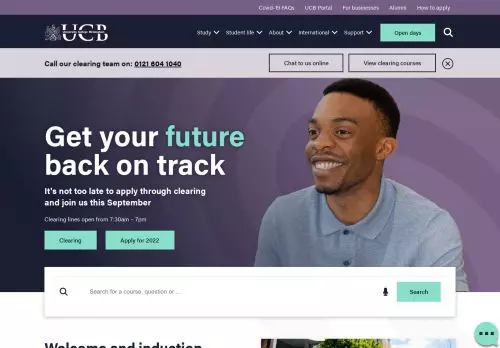 Covid-19 FAQs UCB Portal For businesses Alumni How to apply
UCB
University College Birmingham
Study Student life About International Support Open days
Call our clearing team on: 0121 604 1040 Chat to us online View clearing courses
Get your future
back on track
It's not too late to apply through clearing
and join us this September
Clearing lines open from 7:30am – 7pm
Clearing Apply for 2022
Search for a course, question or ... Search
Welcome and induction